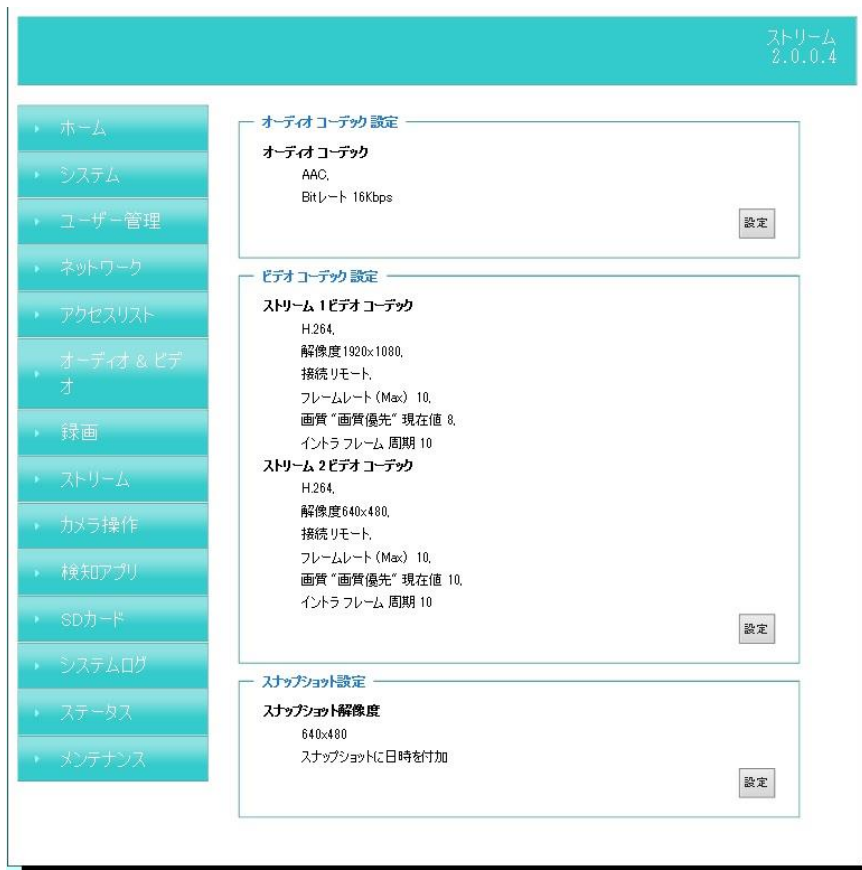 ストリーム
2.0.0.4
ホーム
システム
ユーザー管理
ネットワーク
アクセスリスト
オーディオ & ビデ
オ
録画
ストリーム
カメラ操作
検知アプリ
SDカード
システムログ
ステータス
メンテナンス
オーディオ コーデック 設定
オーディオ コーデック
AAC,
Bitレート 16Kbps
設定
ビデオ コーデック 設定
ストリーム 1 ビデオ コーデック
H.264,
解像度1920x1080,
接続 リモート,
フレームレート (Max) 10,
画質 "画質優先" 現在値 8,
イントラ フレーム 周期 10
ストリーム 2 ビデオ コーデック
H.264,
解像度640x480,
接続 リモート,
フレームレート (Max) 10,
画質 "画質優先" 現在値 10,
イントラ フレーム 周期 10
設定
スナップショット設定
スナップショット解像度
640x480
スナップショットに日時を付加
設定